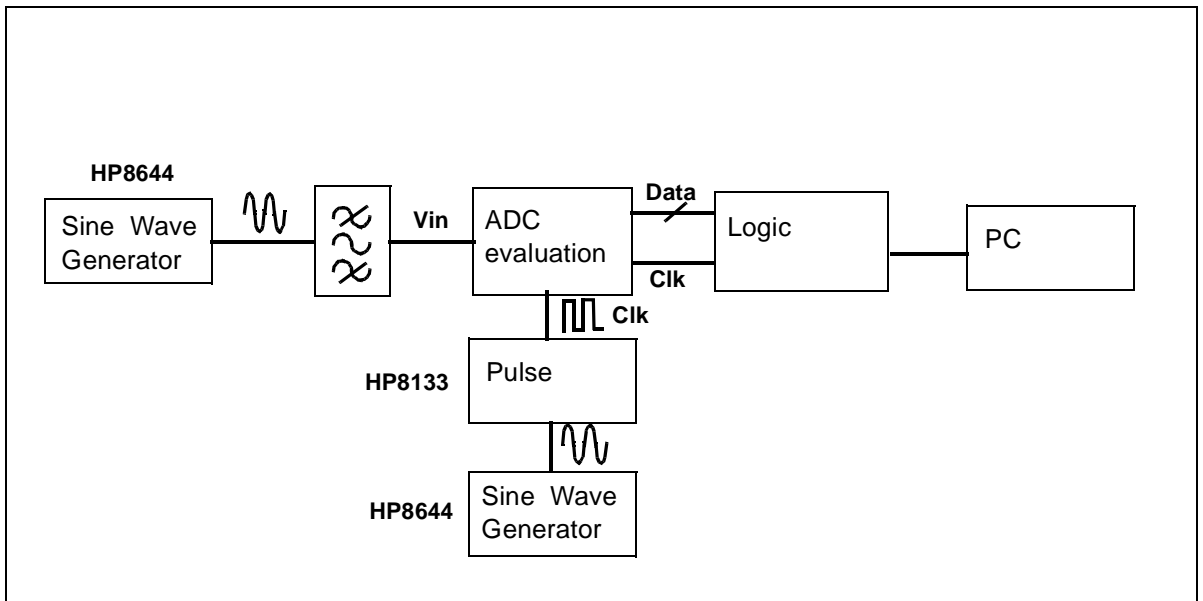 HP8644
Sine Wave
Generator
Vin
ADC
evaluation
Data
Clk
Logic
PC
Clk
HP8133
Pulse
HP8644
Sine Wave
Generator